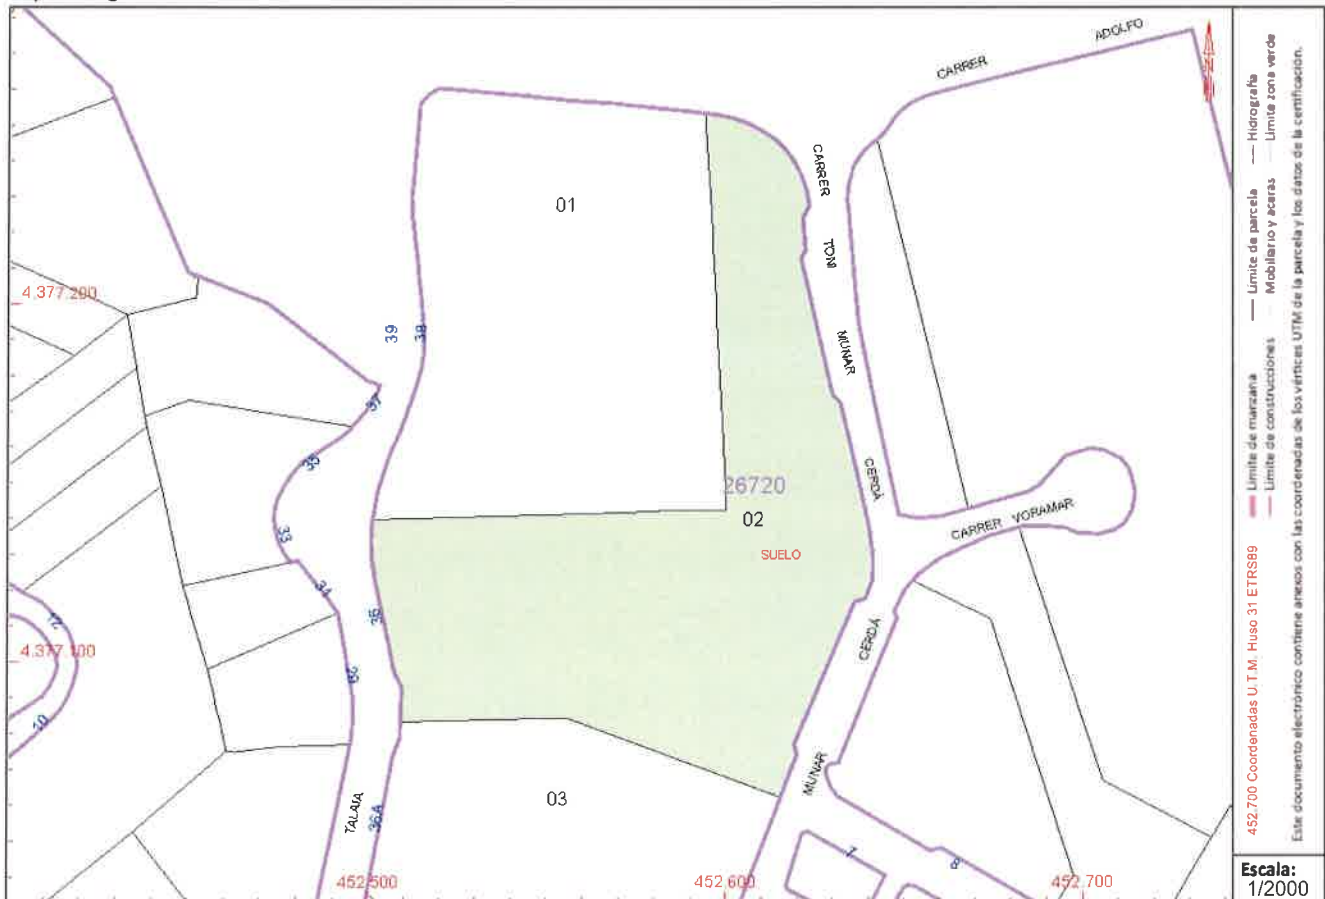 CARRER ADOLFO
CARRER TONI MUNAR CERDÀ
01
4,377.200
39
38
37
35
26720
02
SUELO
CARRER VORAMAR
33
34
36
12
4,377.100
29
10
CERDÀ
MUNAR
03
TALAIA
36A
7
8
452.500
452.600
452.700
452.700 Coordenadas U.T.M. Huso 31 ETRS89
Límite de manzana
Límite de parcela
Hidrografía
Límite de construcciones
Mobiliario y aceras
Límite zona verde
Este documento electrónico contiene anexos con las coordenadas de los vértices UTM de la parcela y los datos de la certificación.
Escala:
1/2000